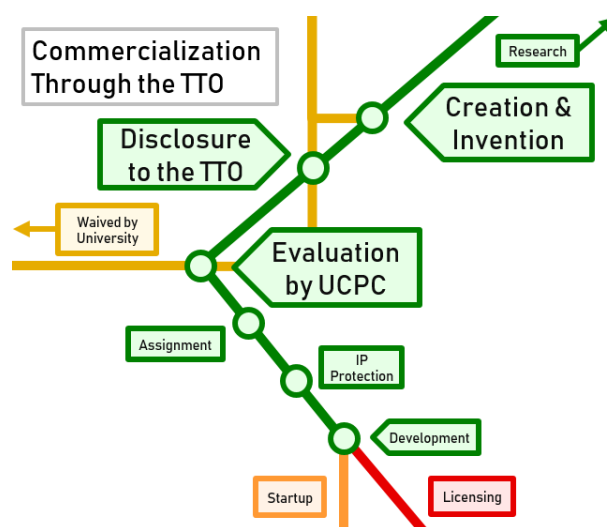 Commercialization
Through the TTO
Research
Creation &
Invention
Disclosure
to the TTO
Waived by
University
Evaluation
by UCPC
Assignment
IP
Protection
Development
Startup
Licensing